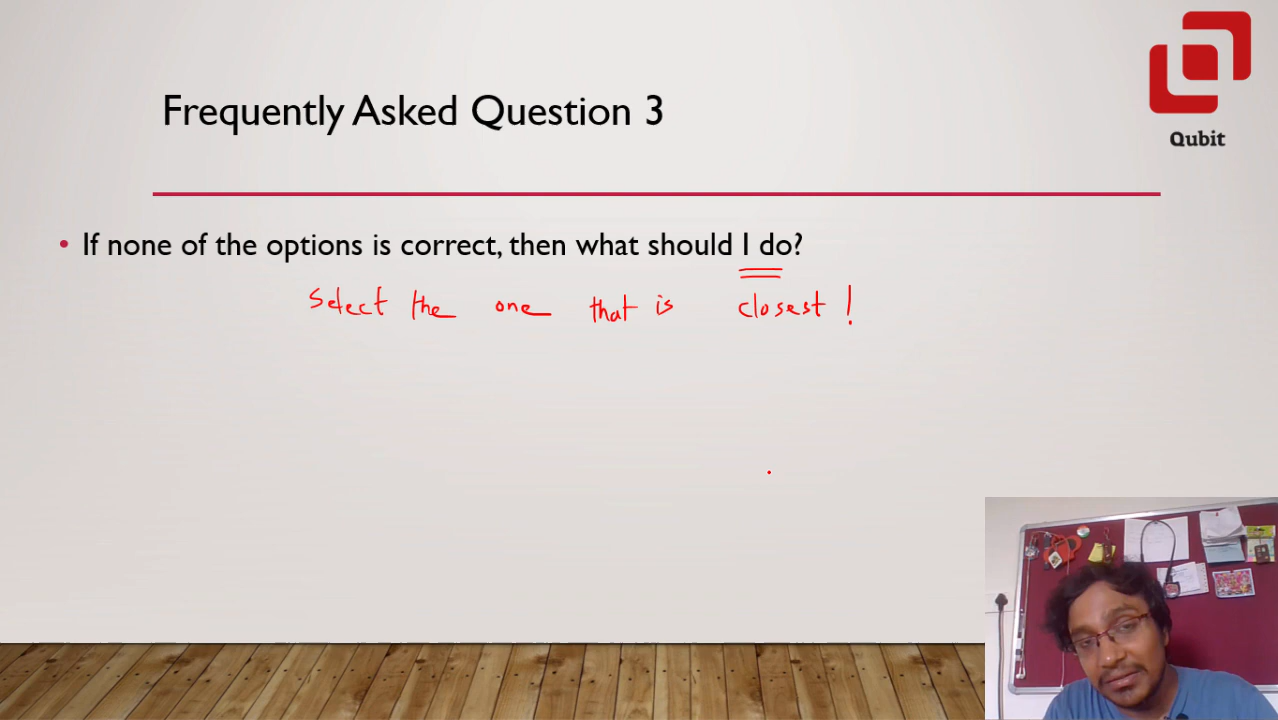 Frequently Asked Question 3
Qubit
• If none of the options is correct, then what should I do?
Select the one that is closest!